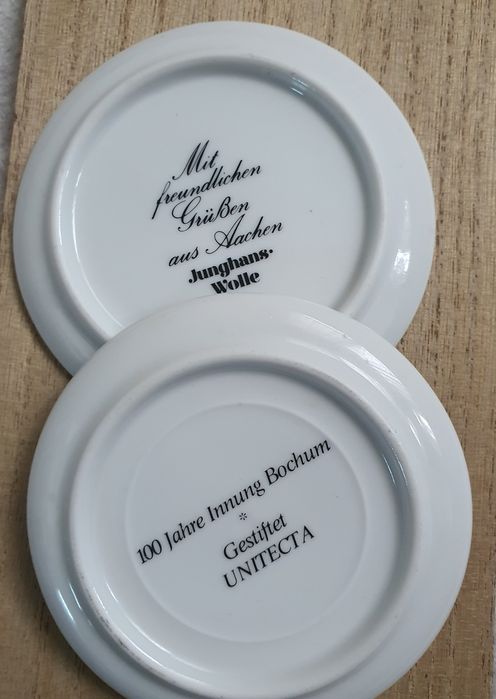 Mit
freundlichen
Grüßen
aus Aachen
Junghans-
Wolle
100 Jahre Innung Bochum
*
Gestiftet
UNITECTA